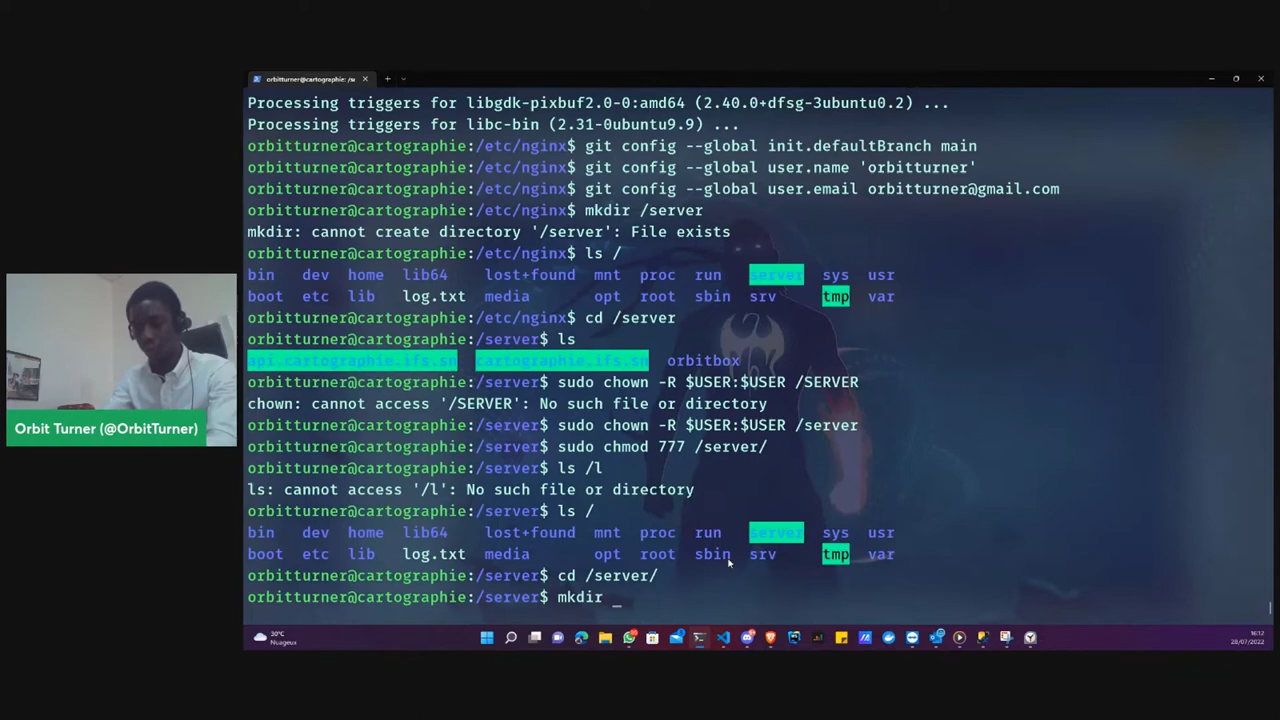 orbitturner@cartographie: /se
Processing triggers for libgdk-pixbuf2.0-0:amd64 (2.40.0+dfsg-3ubuntu0.2) ...
Processing triggers for libc-bin (2.31-0ubuntu9.9) ...
orbitturner@cartographie:/etc/nginx$ git config --global init.defaultBranch main
orbitturner@cartographie:/etc/nginx$ git config --global user.name 'orbitturner'
orbitturner@cartographie:/etc/nginx$ git config --global user.email orbitturner@gmail.com
orbitturner@cartographie:/etc/nginx$ mkdir /server
mkdir: cannot create directory '/server': File exists
orbitturner@cartographie:/etc/nginx$ ls /
bin dev home lib64 lost+found mnt proc run server sys usr
boot etc lib log.txt media opt root sbin srv tmp var
orbitturner@cartographie:/etc/nginx$ cd /server
orbitturner@cartographie:/server$ ls
api.cartographie.ifs.sn cartographie.ifs.sn orbitbox
orbitturner@cartographie:/server$ sudo chown -R $USER:$USER /SERVER
chown: cannot access '/SERVER': No such file or directory
orbitturner@cartographie:/server$ sudo chown -R $USER:$USER /server
orbitturner@cartographie:/server$ sudo chmod 777 /server/
orbitturner@cartographie:/server$ ls /l
ls: cannot access '/l': No such file or directory
orbitturner@cartographie:/server$ ls /
bin dev home lib64 lost+found mnt proc run server sys usr
boot etc lib log.txt media opt root sbin srv tmp var
orbitturner@cartographie:/server$ cd /server/
orbitturner@cartographie:/server$ mkdir _
Orbit Turner (@OrbitTurner)
30°C
Nuageux
16:12
28/07/2022